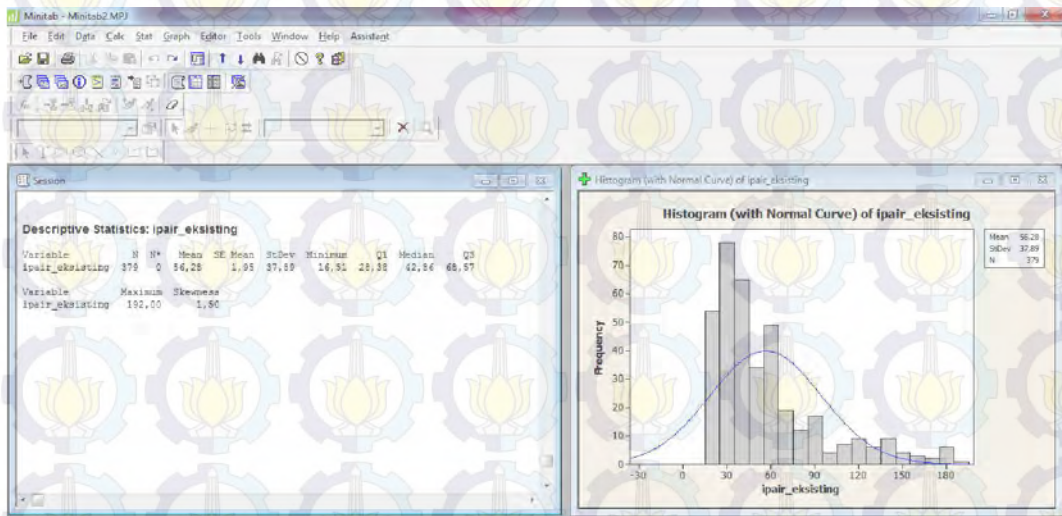 Minitab - Minitab2.MPJ
File Edit Data Calc Stat Graph Editor Tools Window Help Assistant
Session
Descriptive Statistics: ipair_eksisting
Variable N N* Mean SE Mean StDev Minimum Q1 Median Q3
ipair_eksisting 379 0 56,28 1,95 37,89 16,51 28,38 42,86 68,57
Variable Maximum Skewness
ipair_eksisting 192,00 1,50
Histogram (with Normal Curve) of ipair_eksisting
Histogram (with Normal Curve) of ipair_eksisting
Mean 56,28
StDev 37,89
N 379
Frequency
80
70
60
50
40
30
20
10
0
-30 0 30 60 90 120 150 180
ipair_eksisting